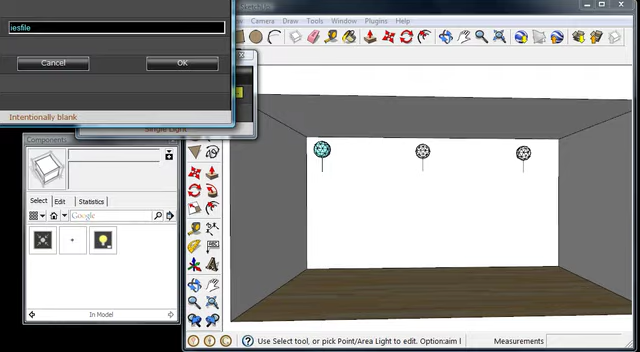 iesfile
Cancel
OK
Intentionally blank
Single Light
Camera Draw Tools Window Plugins Help
Components
Select Edit Statistics
Google
In Model
Use Select tool, or pick Point/Area Light to edit. Option:aim l
Measurements